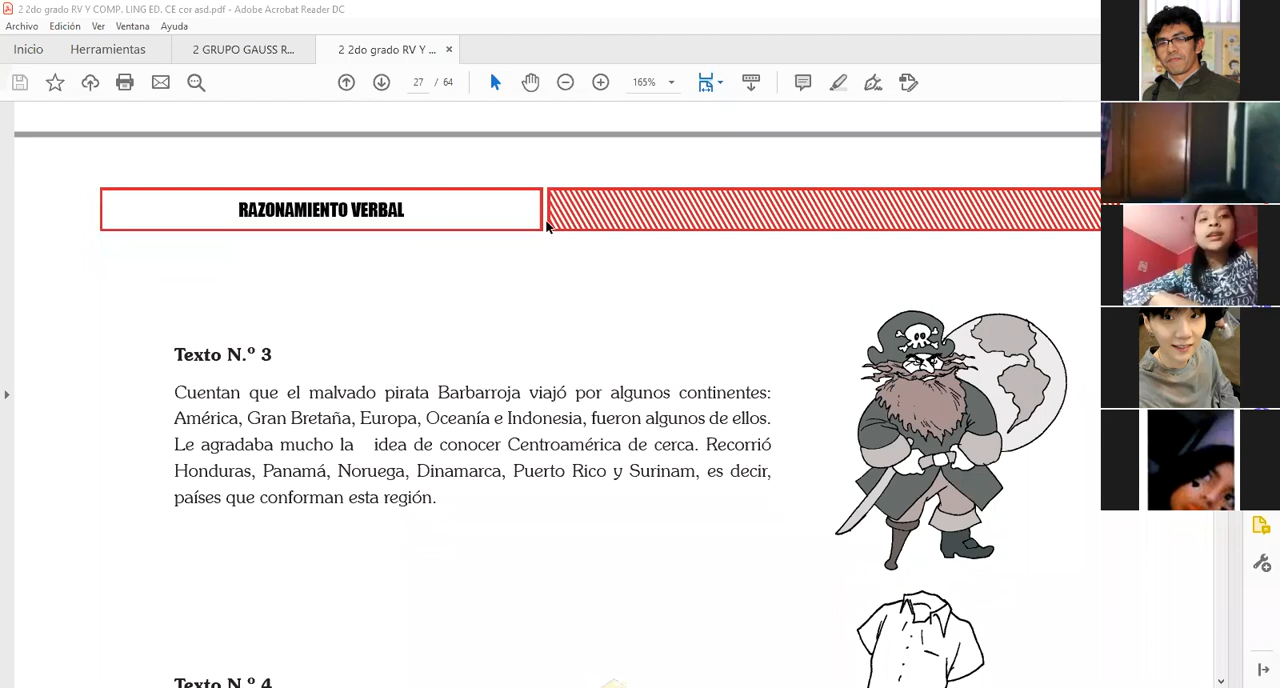 2 2do grado RV Y COMP. LING ED. CE cor asd.pdf - Adobe Acrobat Reader DC
Archivo Edición Ver Ventana Ayuda
Inicio Herramientas 2 GRUPO GAUSS R... 2 2do grado RV Y ... ×
27 / 64 165%
RAZONAMIENTO VERBAL
Texto N.º 3
Cuentan que el malvado pirata Barbarroja viajó por algunos continentes:
América, Gran Bretaña, Europa, Oceanía e Indonesia, fueron algunos de ellos.
Le agradaba mucho la idea de conocer Centroamérica de cerca. Recorrió
Honduras, Panamá, Noruega, Dinamarca, Puerto Rico y Surinam, es decir,
países que conforman esta región.
Texto N.º 4